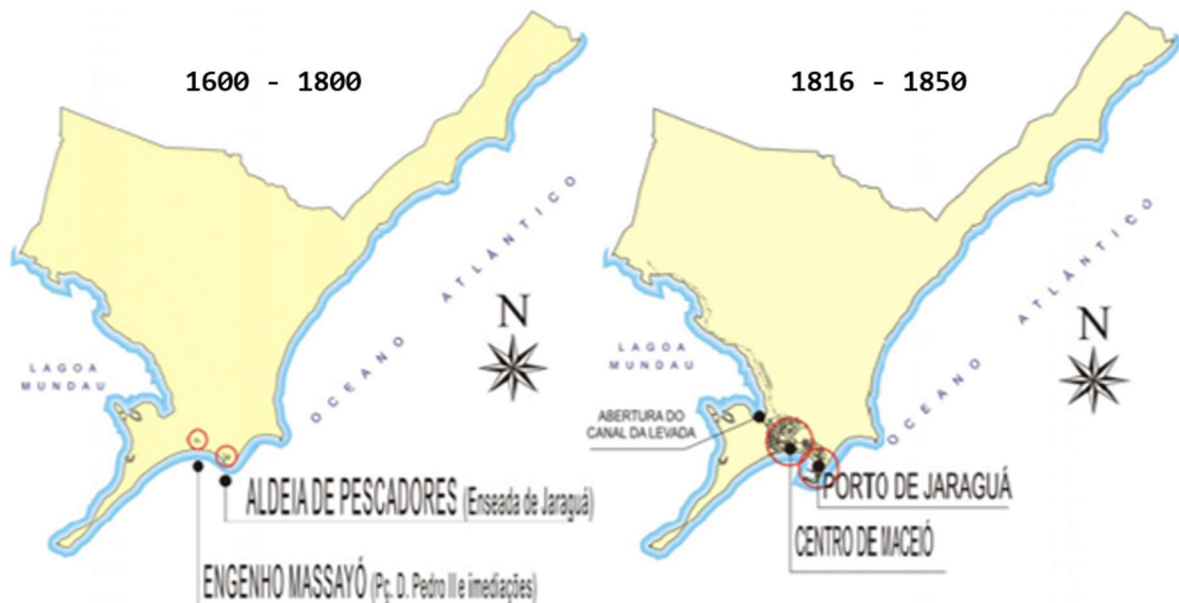 1600 - 1800
OCEANO ATLÂNTICO
N
LAGOA
MUNDAU
ALDEIA DE PESCADORES (Enseada de Jaraguá)
ENGENHO MASSAYÓ (Pç. D. Pedro II e imediações)
1816 - 1850
OCEANO ATLÂNTICO
N
LAGOA
MUNDAU
ABERTURA DO
CANAL DA LEVADA
PORTO DE JARAGUÁ
CENTRO DE MACEIÓ